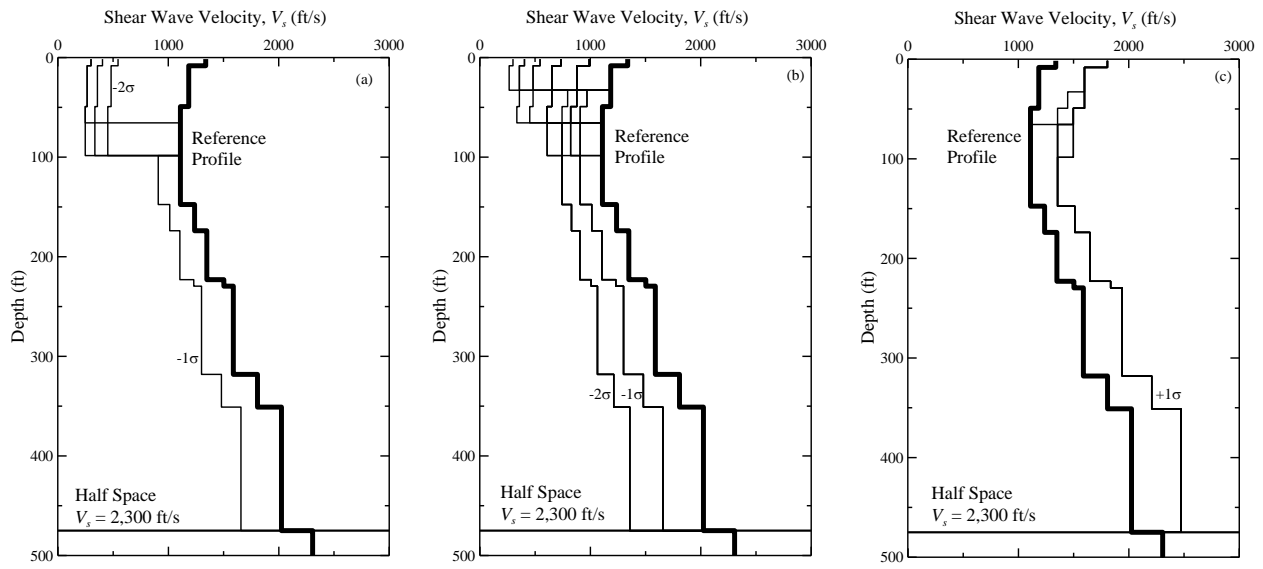 Shear Wave Velocity, Vs (ft/s)
0 1000 2000 3000
0
100
200
300
400
500
Depth (ft)
(a)
-2σ
Reference
Profile
-1σ
Half Space
Vs = 2,300 ft/s
Shear Wave Velocity, Vs (ft/s)
0 1000 2000 3000
0
100
200
300
400
500
Depth (ft)
(b)
Reference
Profile
-2σ -1σ
Half Space
Vs = 2,300 ft/s
Shear Wave Velocity, Vs (ft/s)
0 1000 2000 3000
0
100
200
300
400
500
Depth (ft)
(c)
Reference
Profile
+1σ
Half Space
Vs = 2,300 ft/s